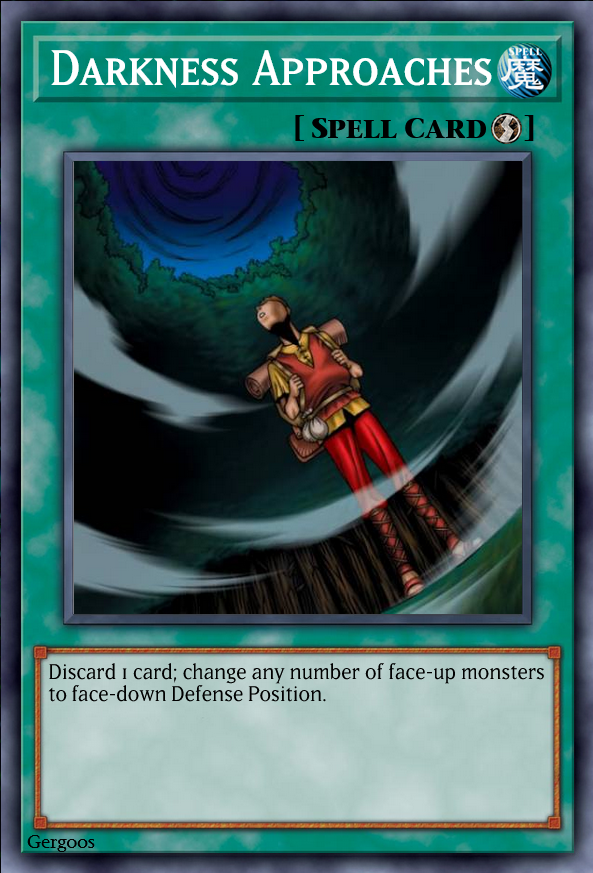 DARKNESS APPROACHES
SPELL
魔
[ SPELL CARD ]
Discard 1 card; change any number of face-up monsters
to face-down Defense Position.
Gergoos